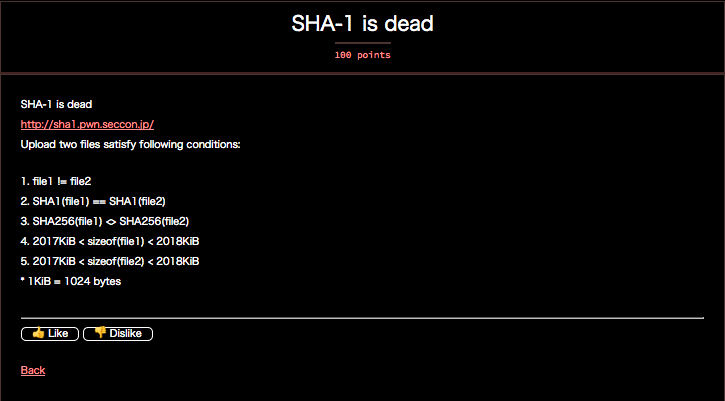 SHA-1 is dead
100 points
SHA-1 is dead
http://sha1.pwn.seccon.jp/
Upload two files satisfy following conditions:
1. file1 != file2
2. SHA1(file1) == SHA1(file2)
3. SHA256(file1) <> SHA256(file2)
4. 2017KiB < sizeof(file1) < 2018KiB
5. 2017KiB < sizeof(file2) < 2018KiB
* 1KiB = 1024 bytes
👍 Like 👎 Dislike
Back